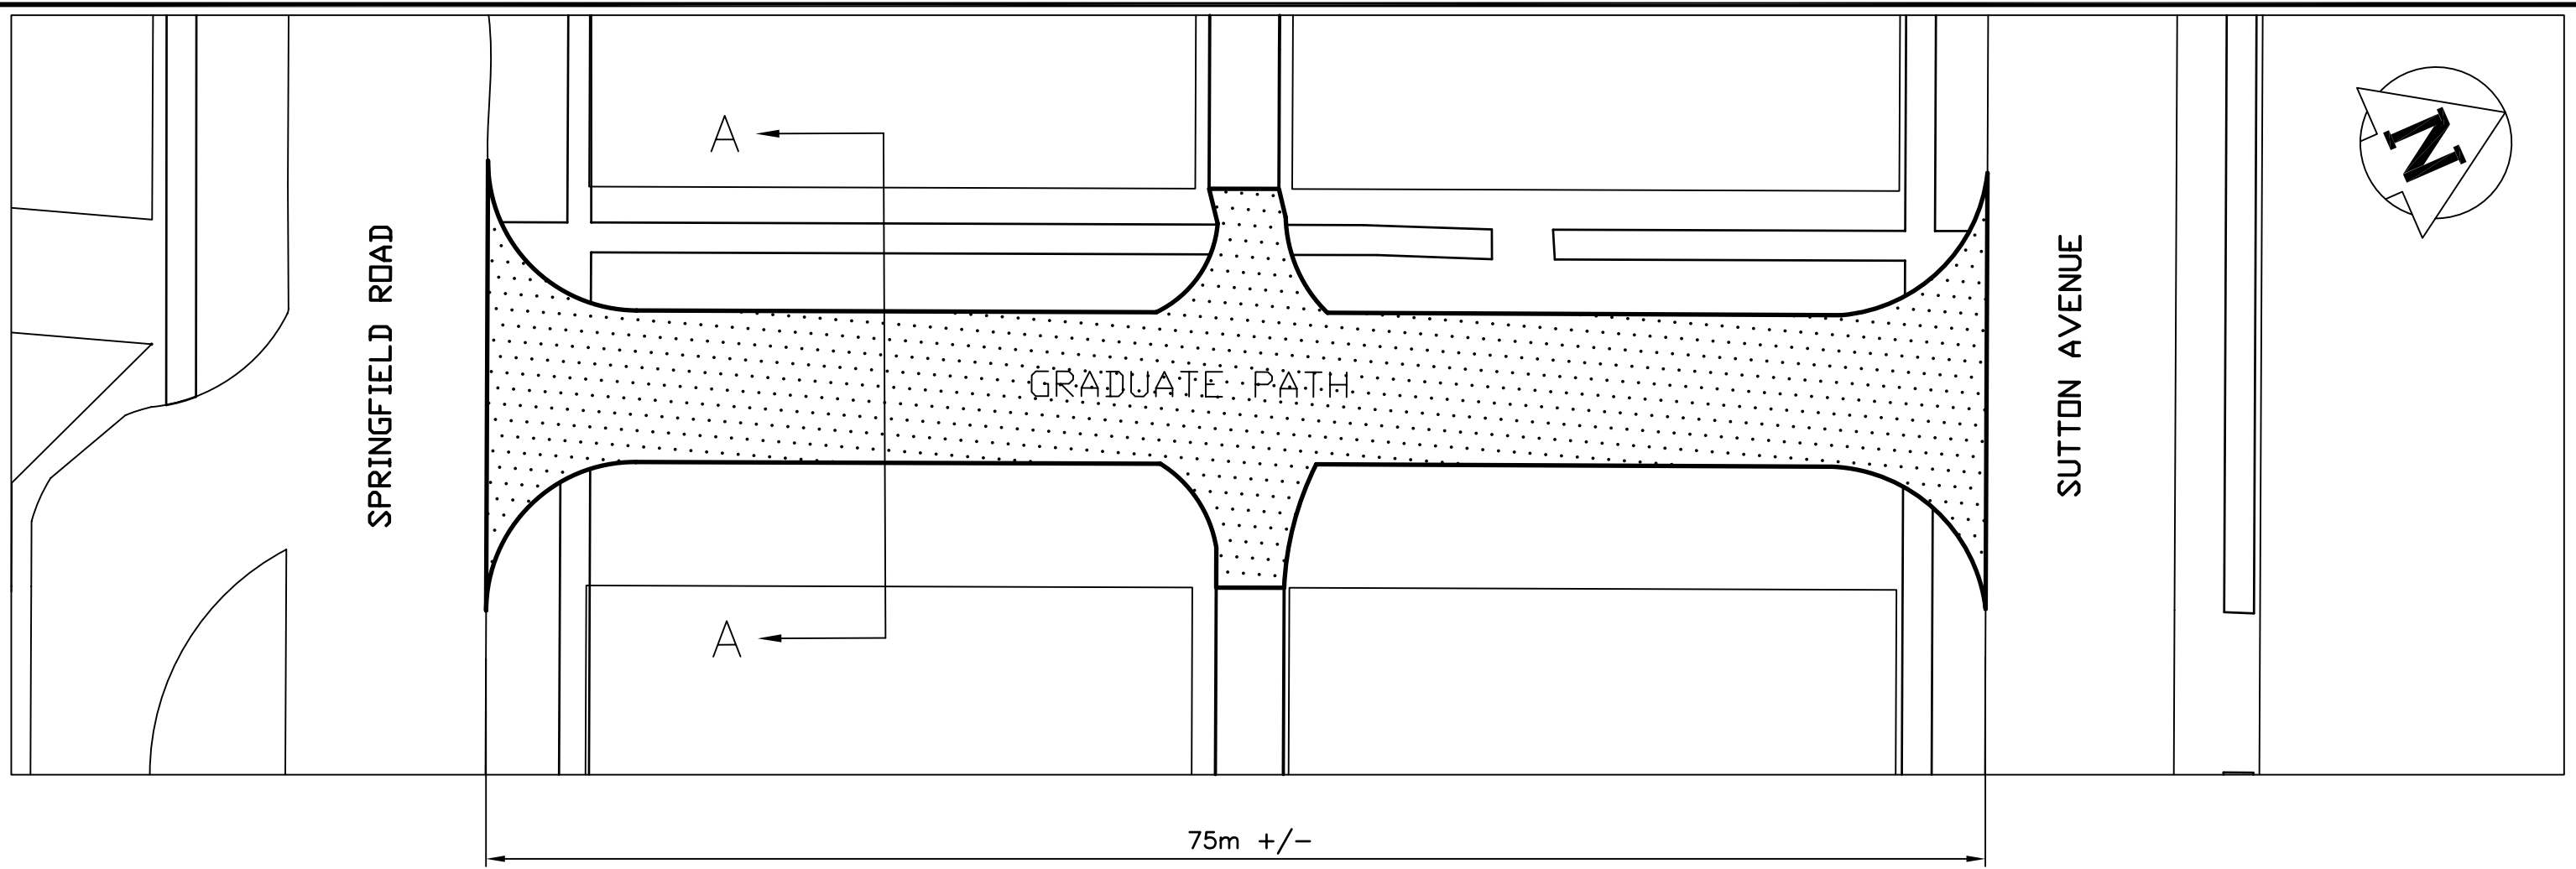 A
N
SPRINGFIELD ROAD
SUTTON AVENUE
GRADUATE PATH
A
75m +/-